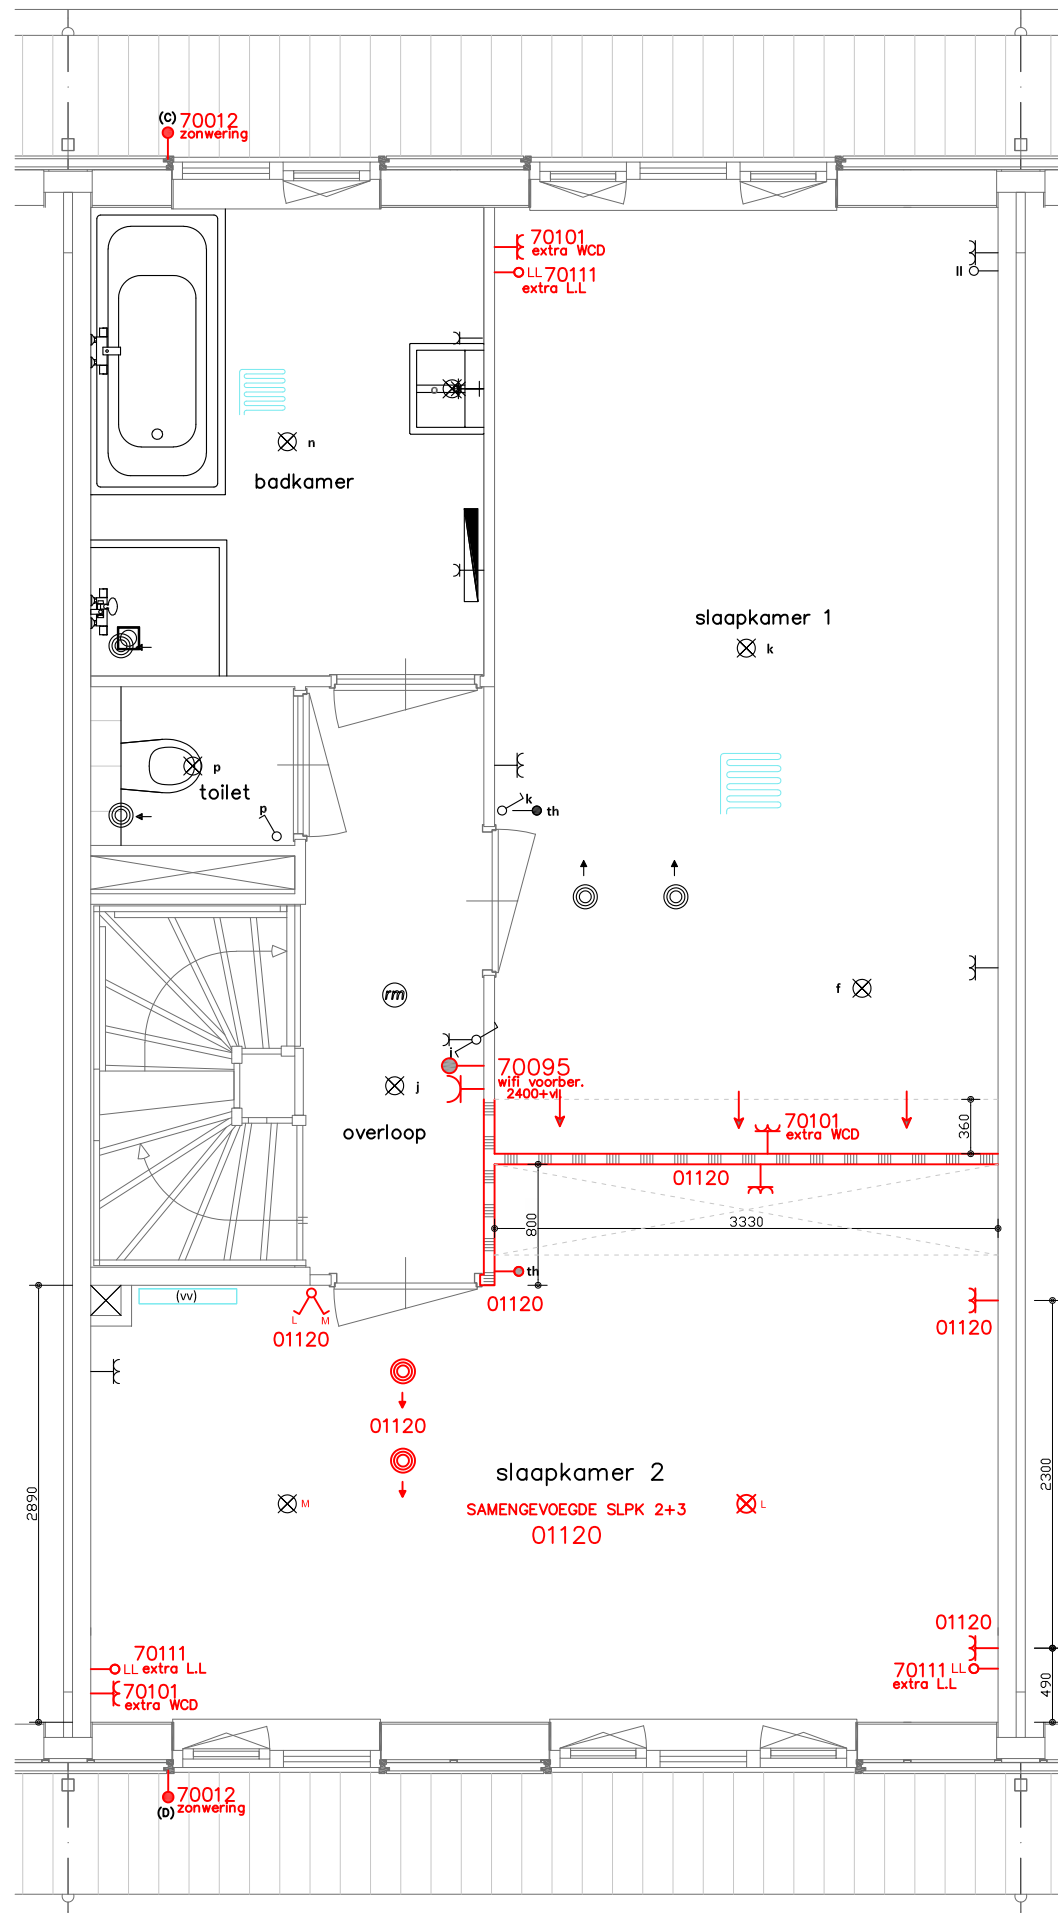 (C) 70012
zonwering
70101
extra WCD
LL 70111
extra L.L
ll
n
badkamer
slaapkamer 1
k
p
toilet
p
k
th
f
rm
j
70095
wifi voorber.
2400+vl
j
overloop
70101
extra WCD
360
01120
800
3330
th
01120
(vv)
L M
01120
01120
01120
slaapkamer 2
SAMENGEVOEGDE SLPK 2+3
01120
M
L
2890
2300
01120
70111
LL extra L.L
70101
extra WCD
70111 LL
extra L.L
490
70012
(D) zonwering